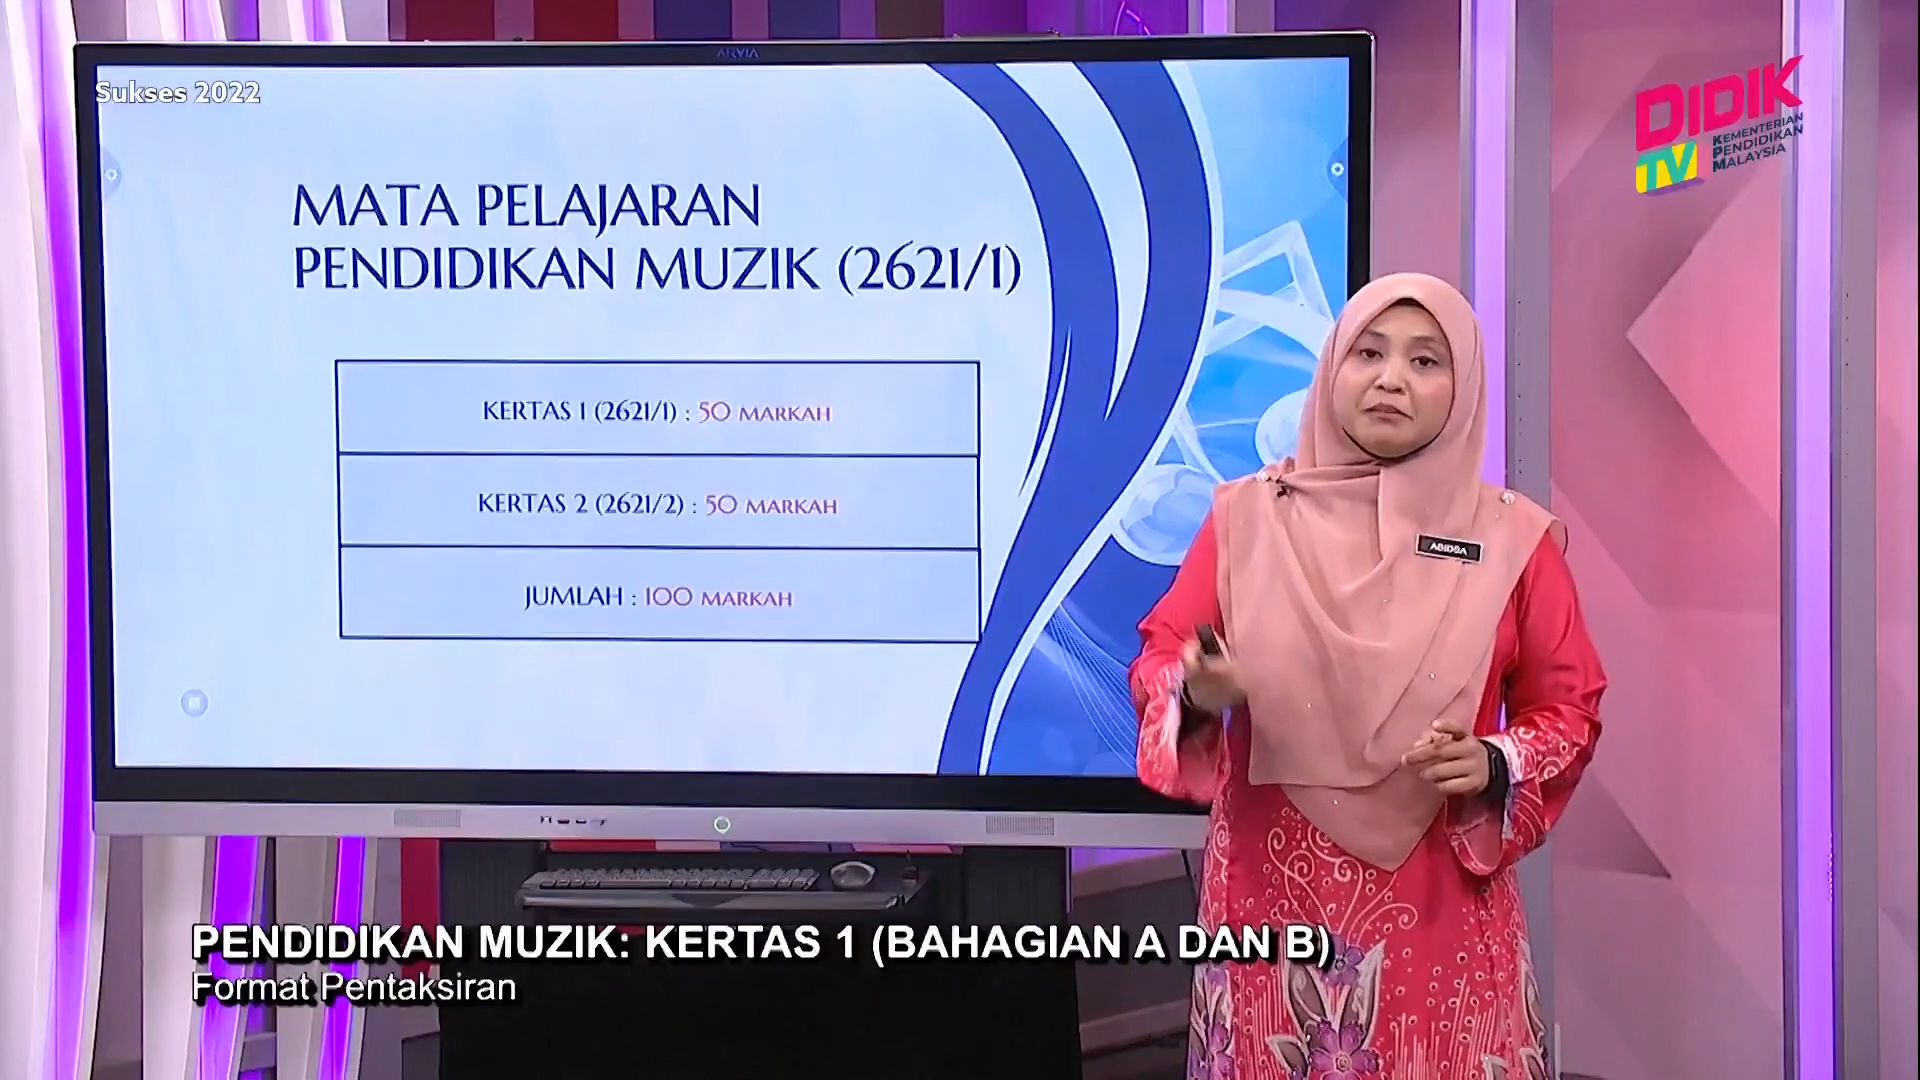 ARVIA
Sukses 2022
DIDIK
TV
KEMENTERIAN
PENDIDIKAN
MALAYSIA
MATA PELAJARAN
PENDIDIKAN MUZIK (2621/1)
KERTAS 1 (2621/1) : 50 MARKAH
KERTAS 2 (2621/2) : 50 MARKAH
JUMLAH : 100 MARKAH
PENDIDIKAN MUZIK: KERTAS 1 (BAHAGIAN A DAN B)
Format Pentaksiran